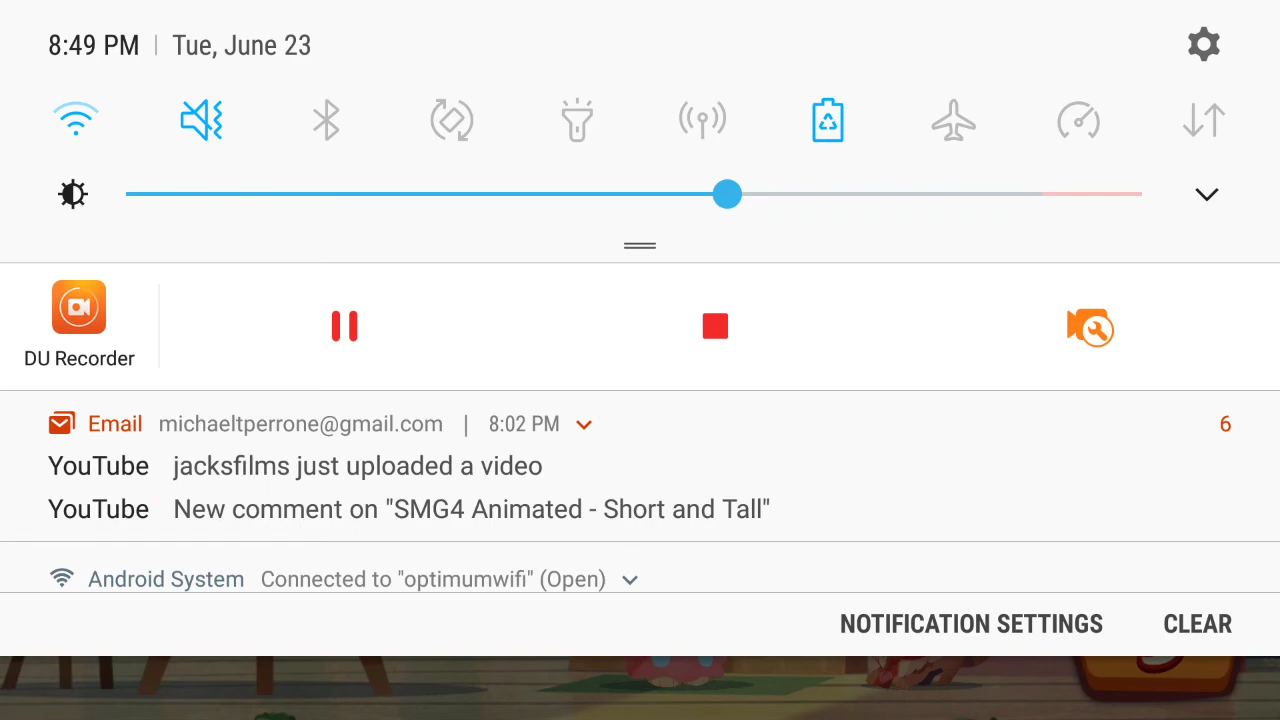 8:49 PM | Tue, June 23
DU Recorder
Email michaeltperrone@gmail.com | 8:02 PM 6
YouTube jacksfilms just uploaded a video
YouTube New comment on "SMG4 Animated - Short and Tall"
Android System Connected to "optimumwifi" (Open)
NOTIFICATION SETTINGS CLEAR